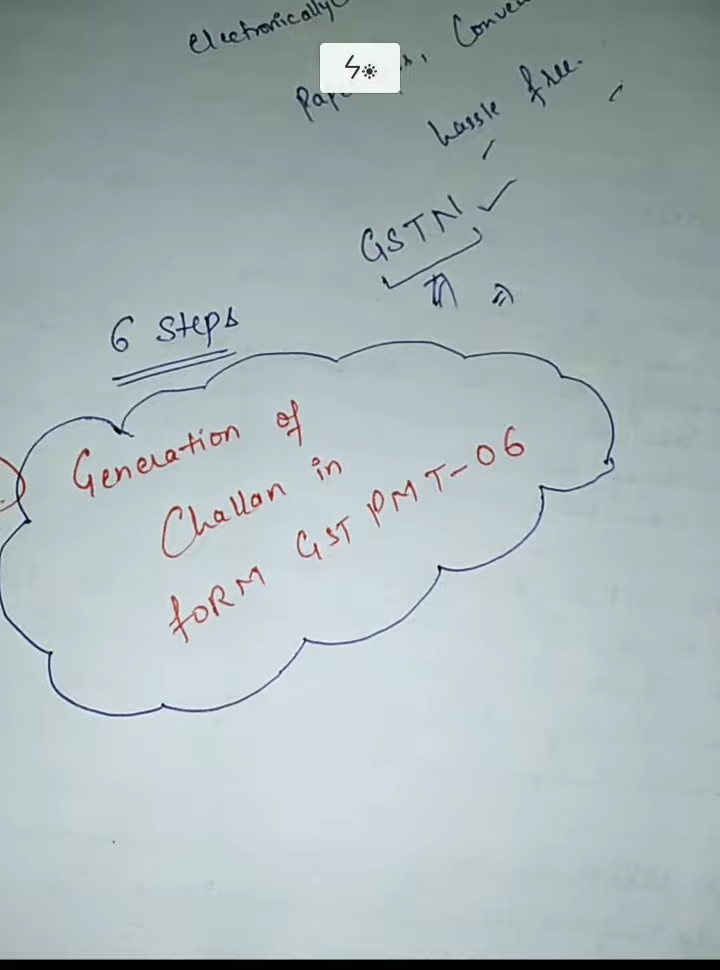 electronically
hassle free.
GSTN
6 steps
Generation of
Challan in
foRM GST PMT-06